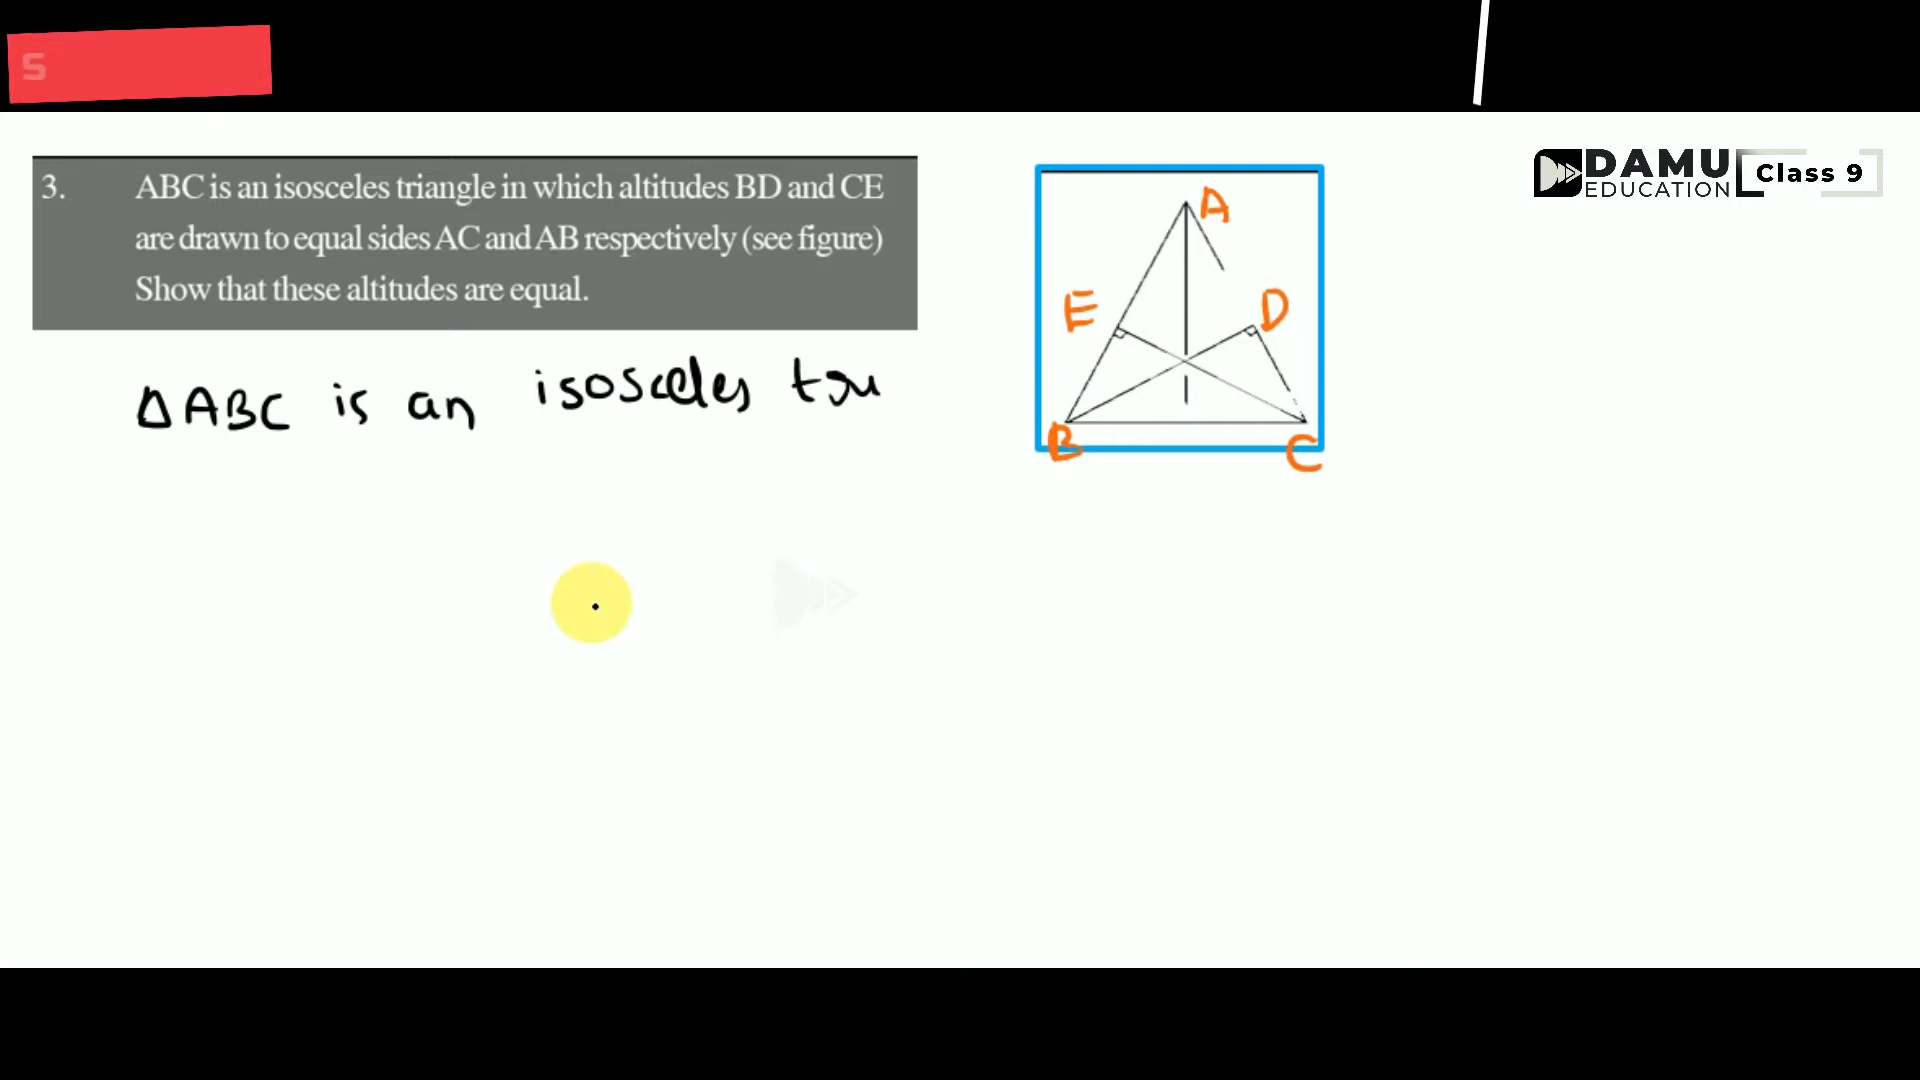 S
3. ABC is an isosceles triangle in which altitudes BD and CE
are drawn to equal sides AC and AB respectively (see figure)
Show that these altitudes are equal.
ΔABC is an isosceles
A
E
D
B
C
DAMU
EDUCATION
Class 9